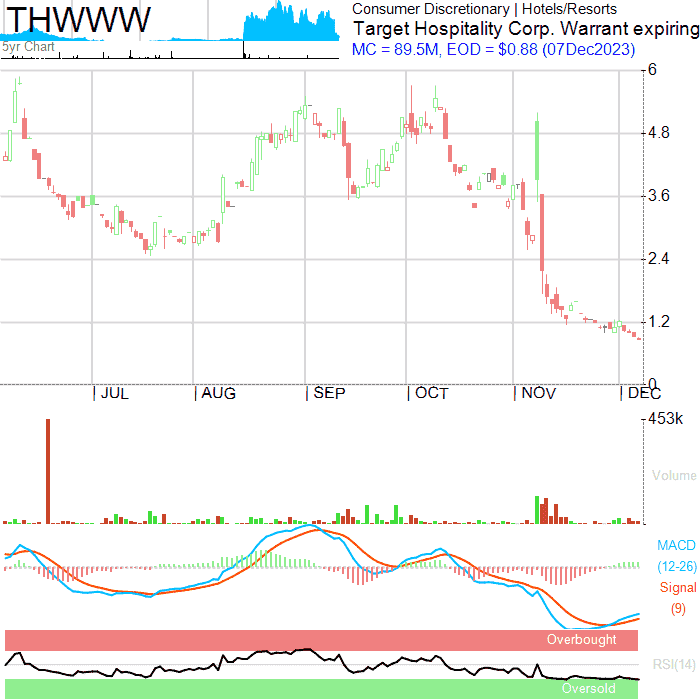 THWWW
5yr Chart
Consumer Discretionary | Hotels/Resorts
Target Hospitality Corp. Warrant expiring
MC = 89.5M, EOD = $0.88 (07Dec2023)
6
4.8
3.6
2.4
1.2
0
JUL AUG SEP OCT NOV DEC
453k
Volume
MACD
(12-26)
Signal
(9)
Overbought
RSI(14)
Oversold